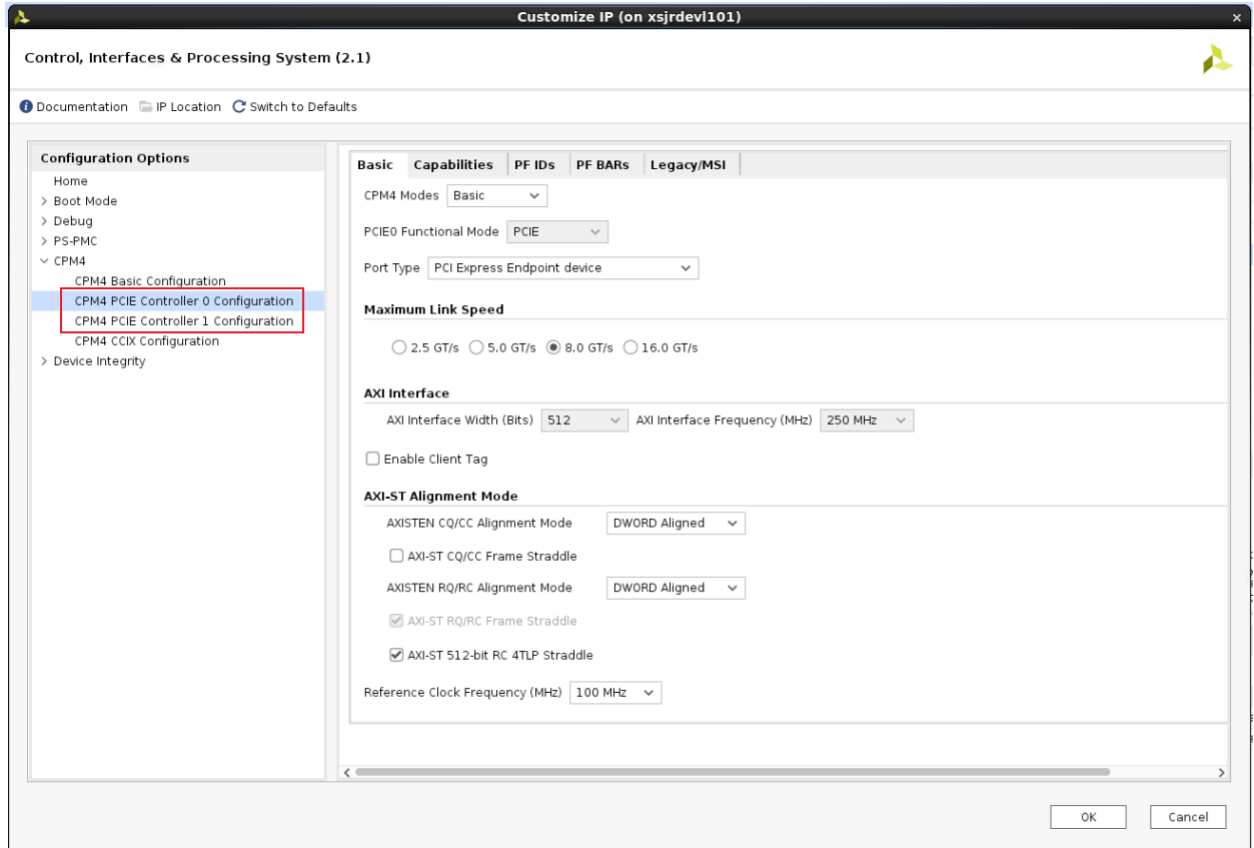 Customize IP (on xsjrdevl101)
Control, Interfaces & Processing System (2.1)
Documentation IP Location Switch to Defaults
Configuration Options
Home
Boot Mode
Debug
PS-PMC
CPM4
CPM4 Basic Configuration
CPM4 PCIE Controller 0 Configuration
CPM4 PCIE Controller 1 Configuration
CPM4 CCIX Configuration
Device Integrity
Basic Capabilities PF IDs PF BARs Legacy/MSI
CPM4 Modes Basic
PCIE0 Functional Mode PCIE
Port Type PCI Express Endpoint device
Maximum Link Speed
2.5 GT/s 5.0 GT/s 8.0 GT/s 16.0 GT/s
AXI Interface
AXI Interface Width (Bits) 512 AXI Interface Frequency (MHz) 250 MHz
Enable Client Tag
AXI-ST Alignment Mode
AXISTEN CQ/CC Alignment Mode DWORD Aligned
AXI-ST CQ/CC Frame Straddle
AXISTEN RQ/RC Alignment Mode DWORD Aligned
AXI-ST RQ/RC Frame Straddle
AXI-ST 512-bit RC 4TLP Straddle
Reference Clock Frequency (MHz) 100 MHz
OK Cancel